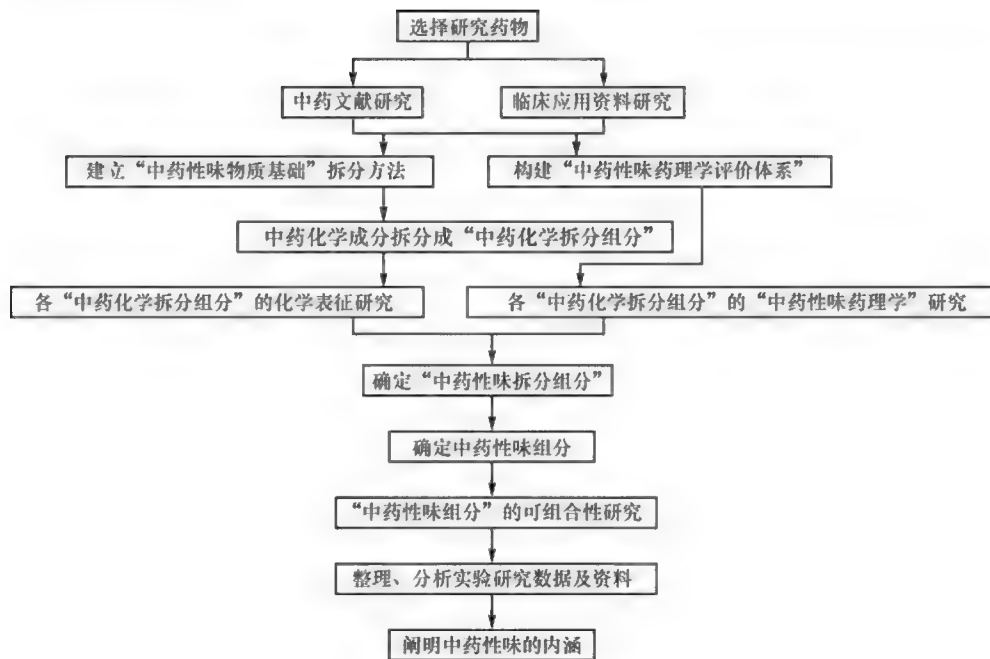 选择研究药物
中药文献研究
临床应用资料研究
建立“中药性味物质基础”拆分方法
构建“中药性味药理学评价体系”
中药化学成分拆分成“中药化学拆分组分”
各“中药化学拆分组分”的化学表征研究
各“中药化学拆分组分”的“中药性味药理学”研究
确定“中药性味拆分组分”
确定中药性味组分
“中药性味组分”的可组合性研究
整理、分析实验研究数据及资料
阐明中药性味的内涵